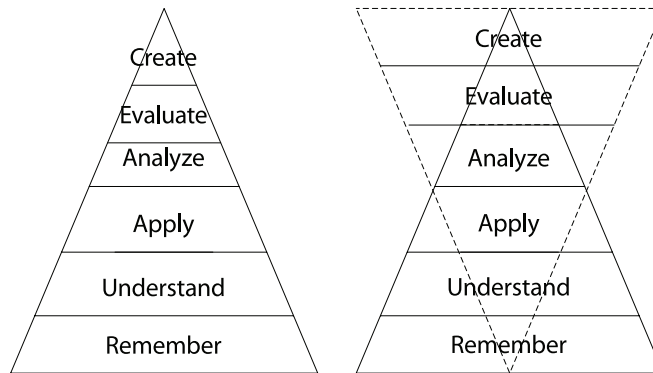 Create
Evaluate
Analyze
Apply
Understand
Remember
Create
Evaluate
Analyze
Apply
Understand
Remember